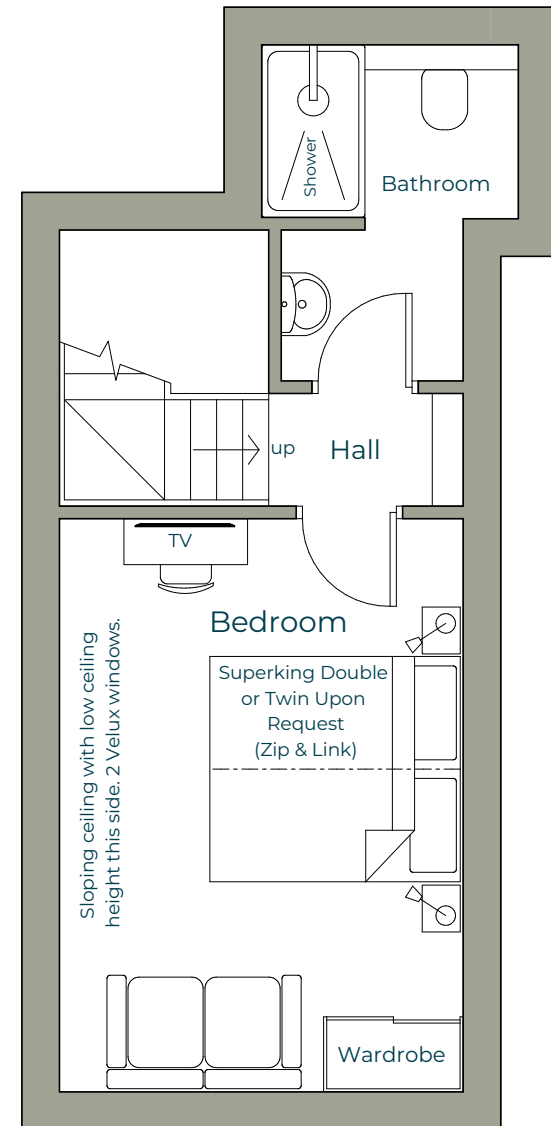 Shower
Bathroom
up
Hall
TV
Bedroom
Superking Double
or Twin Upon
Request
(Zip & Link)
Sloping ceiling with low ceiling
height this side. 2 Velux windows.
Wardrobe